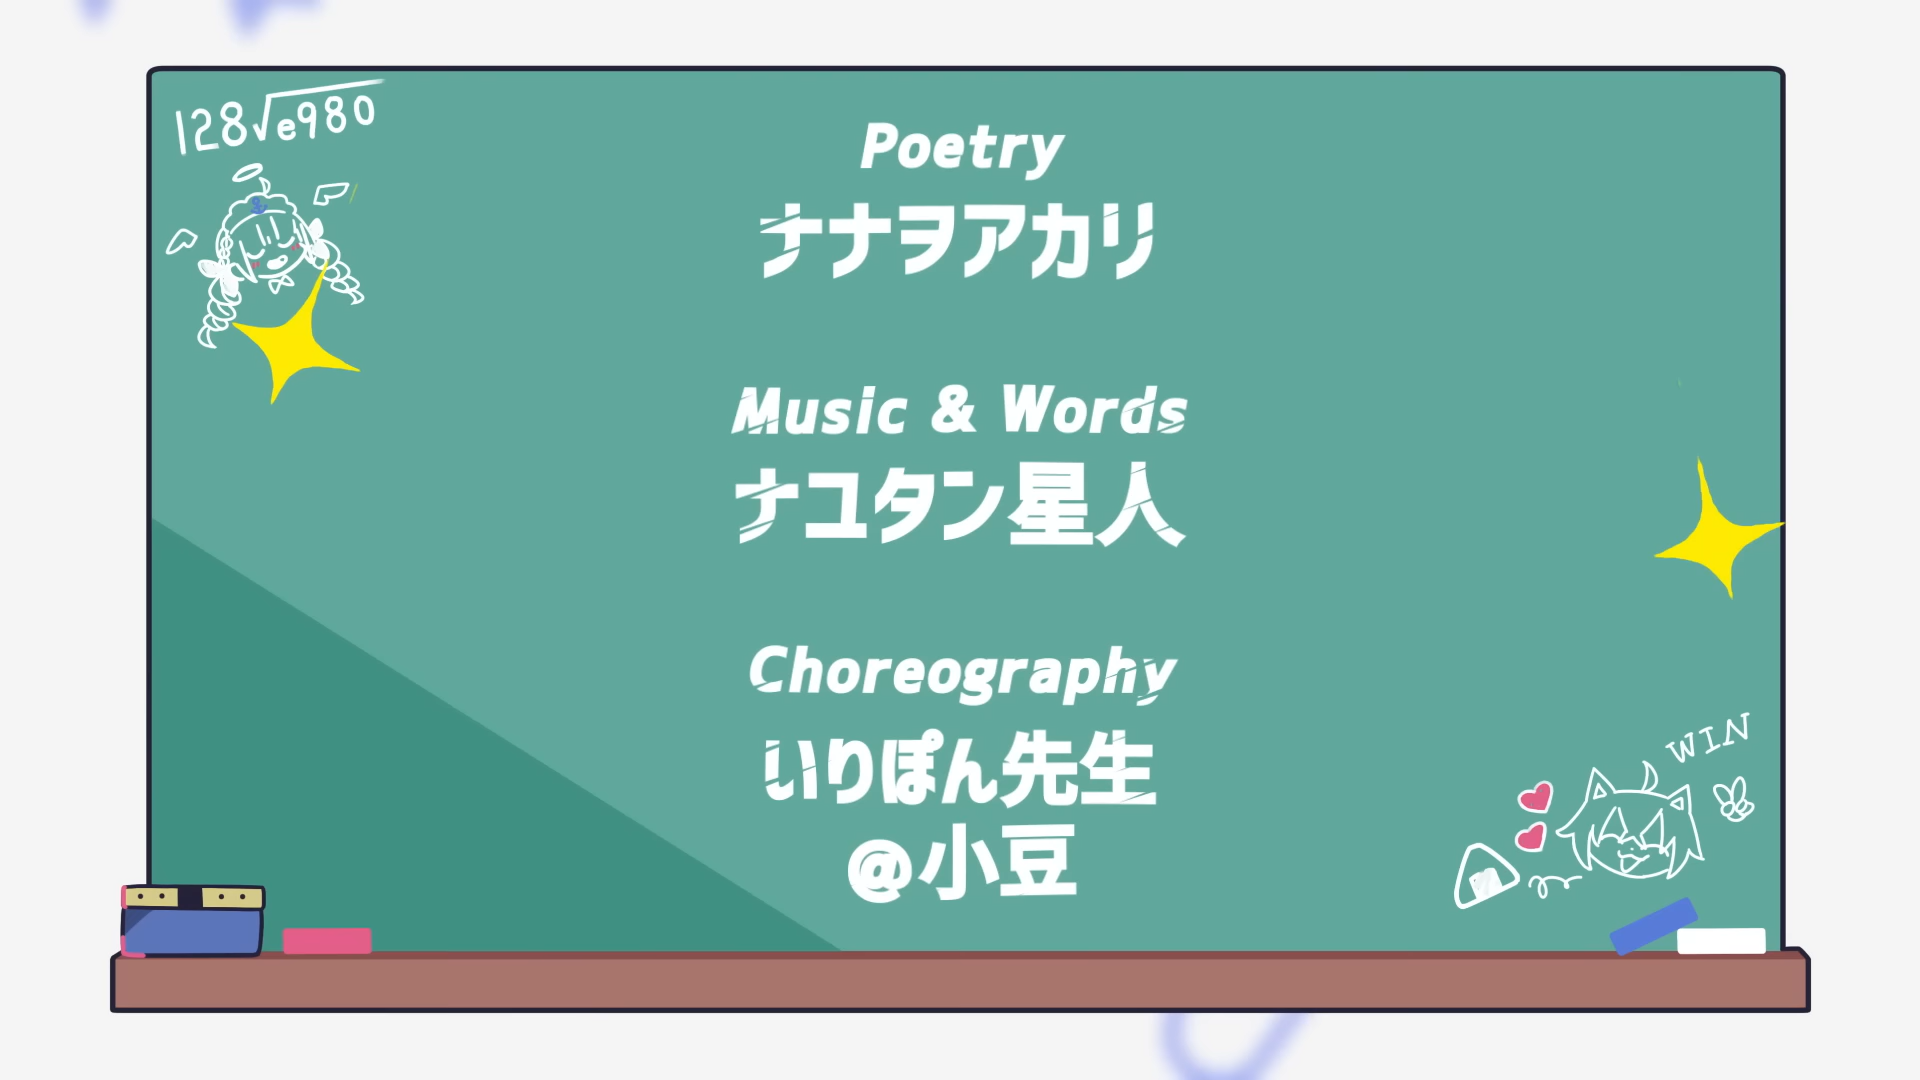 128√e980
Poetry
ナナヲアカリ
Music & Words
ナユタン星人
Choreography
いりぽん先生
@小豆
WIN